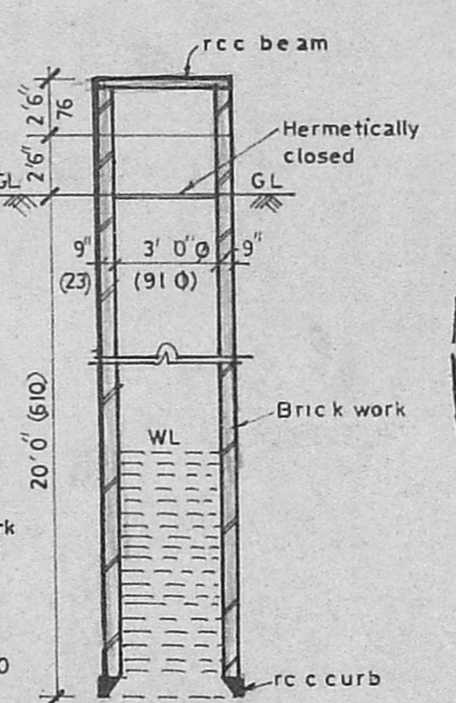 rcc beam
2'6"
76
Hermetically
closed
2'6"
GL
GL
9"
3' 0"Ø
9"
(23)
(91 0)
20'0" (610)
Brick work
WL
rcc curb